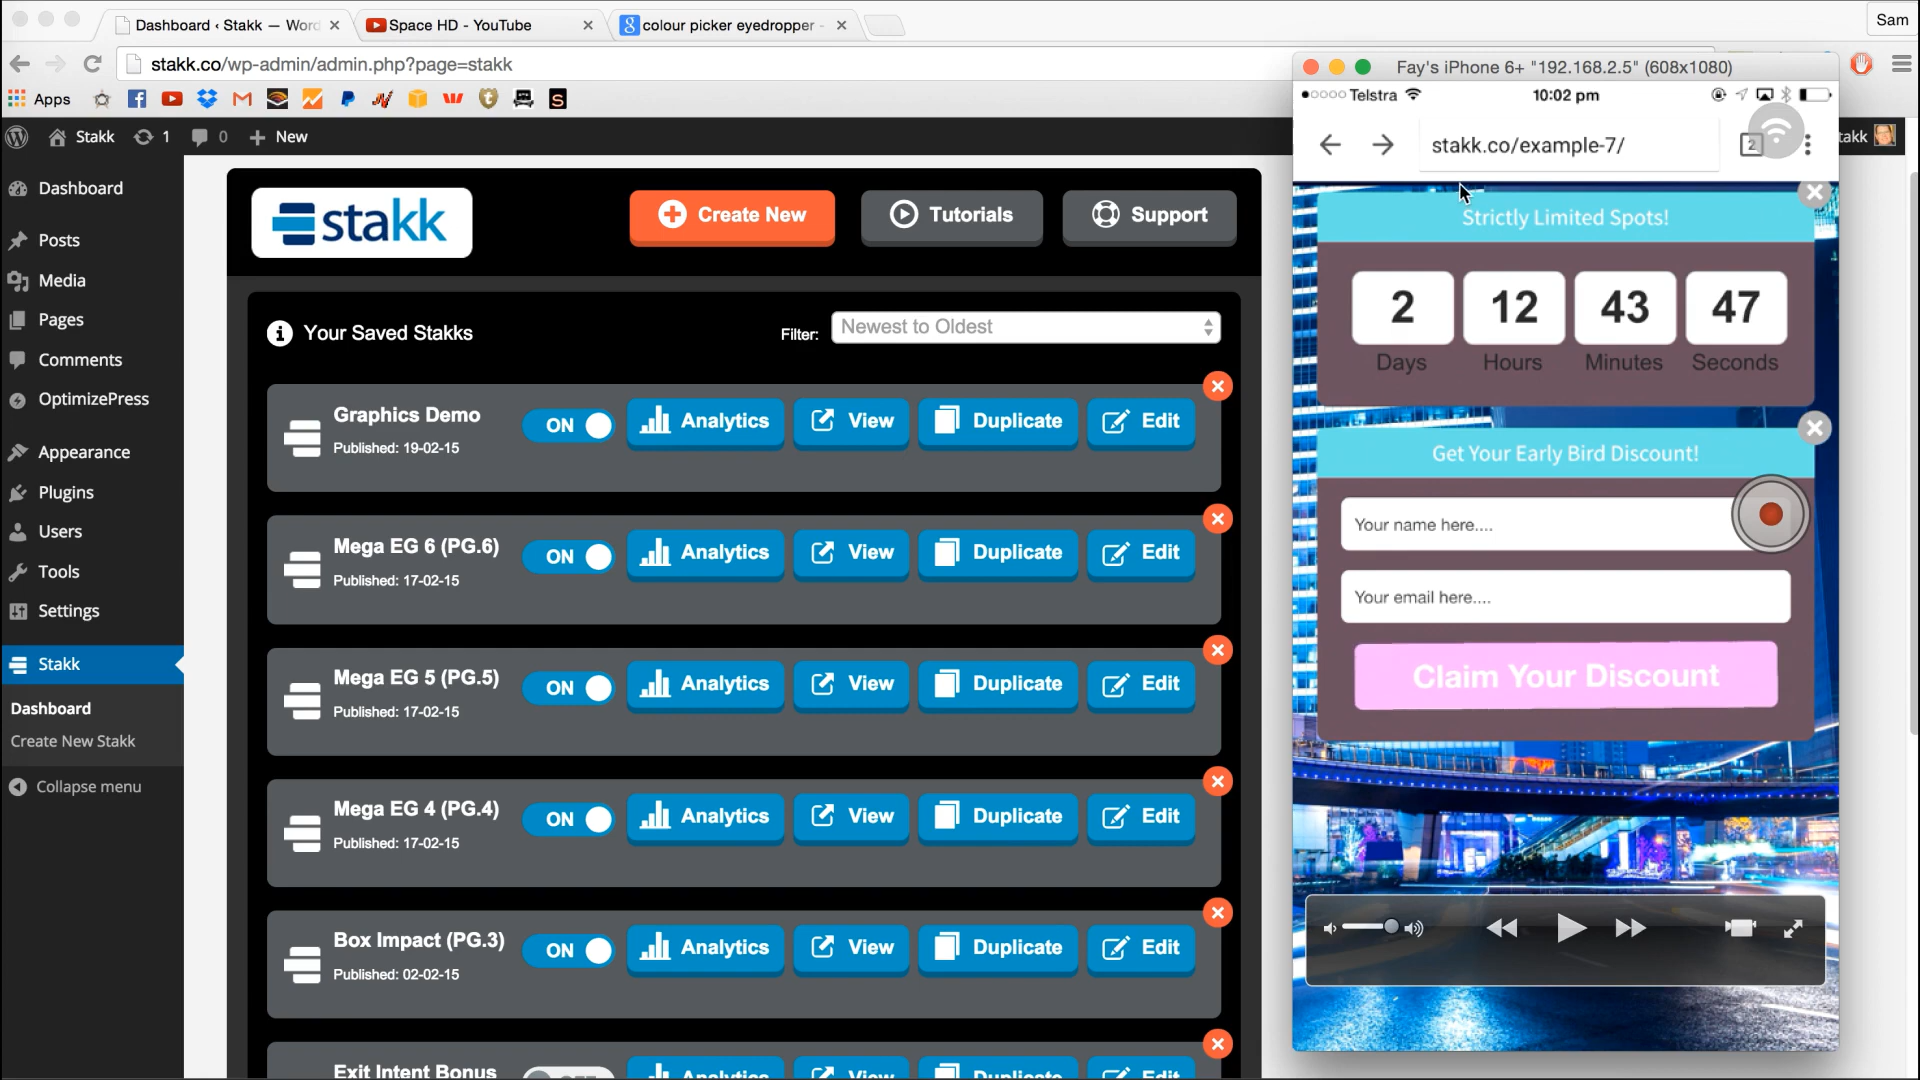 Dashboard ‹ Stakk — Word
Space HD - YouTube
colour picker eyedropper -
Sam
stakk.co/wp-admin/admin.php?page=stakk
Apps
Stakk
1
0
New
takk
Dashboard
Posts
Media
Pages
Comments
OptimizePress
Appearance
Plugins
Users
Tools
Settings
Stakk
Dashboard
Create New Stakk
Collapse menu
stakk
Create New
Tutorials
Support
Your Saved Stakks
Filter:
Newest to Oldest
Graphics Demo
Published: 19-02-15
ON
Analytics
View
Duplicate
Edit
Mega EG 6 (PG.6)
Published: 17-02-15
ON
Analytics
View
Duplicate
Edit
Mega EG 5 (PG.5)
Published: 17-02-15
ON
Analytics
View
Duplicate
Edit
Mega EG 4 (PG.4)
Published: 17-02-15
ON
Analytics
View
Duplicate
Edit
Box Impact (PG.3)
Published: 02-02-15
ON
Analytics
View
Duplicate
Edit
Exit Intent Bonus
OFF
Analytics
View
Duplicate
Edit
Fay's iPhone 6+ "192.168.2.5" (608x1080)
Telstra
10:02 pm
stakk.co/example-7/
2
Strictly Limited Spots!
2 12 43 47
Days Hours Minutes Seconds
Get Your Early Bird Discount!
Your name here....
Your email here....
Claim Your Discount